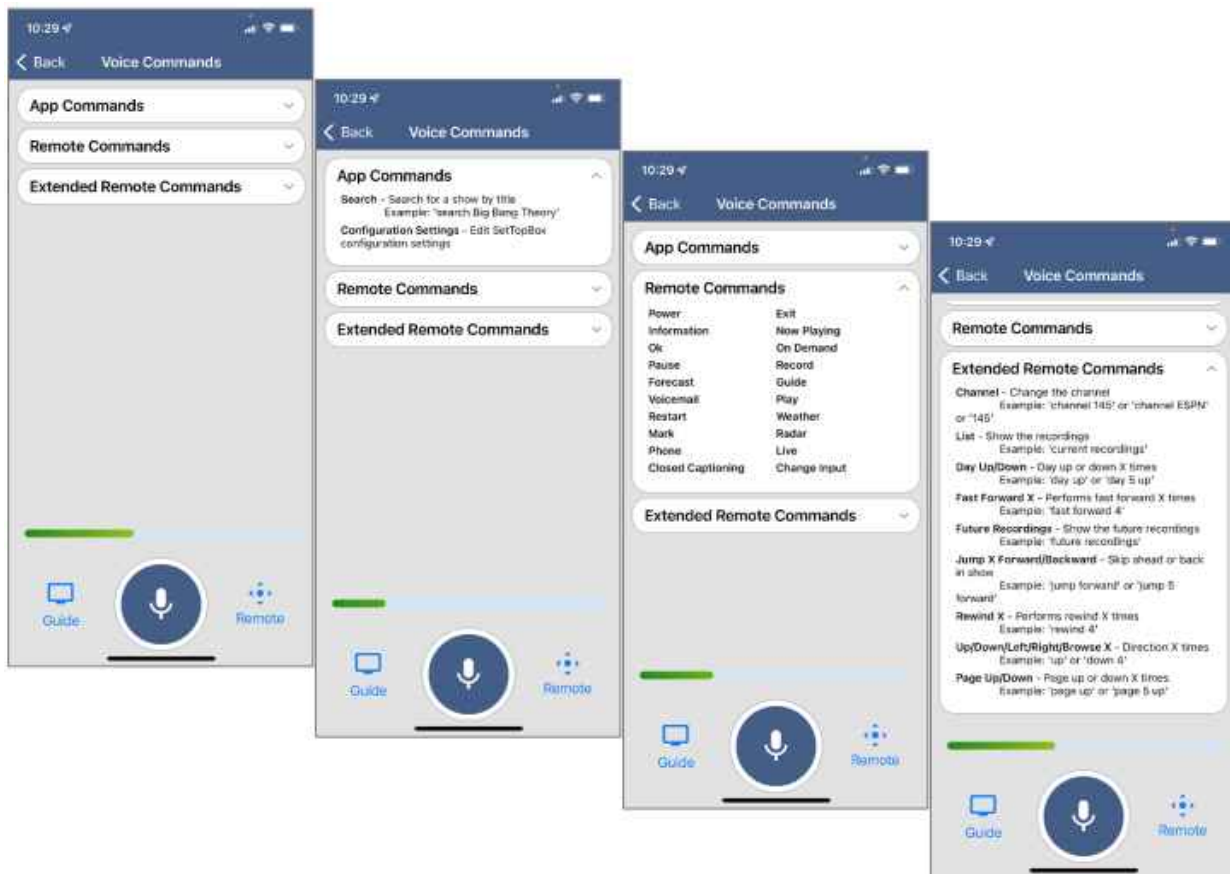 10:29
Back Voice Commands
App Commands
Remote Commands
Extended Remote Commands
Guide
Remote
10:29
Back Voice Commands
App Commands
Search - Search for a show by title
Example: 'search Big Bang Theory'
Configuration Settings - Edit SetTopBox
configuration settings
Remote Commands
Extended Remote Commands
Guide
Remote
10:29
Back Voice Commands
App Commands
Remote Commands
Power Exit
Information Now Playing
Ok On Demand
Pause Record
Forecast Guide
Voicemail Play
Restart Weather
Mark Radar
Phone Live
Closed Captioning Change Input
Extended Remote Commands
Guide
Remote
10:29
Back Voice Commands
Remote Commands
Extended Remote Commands
Channel - Change the channel
Example: 'channel 145' or 'channel ESPN'
or '145'
List - Show the recordings
Example: 'current recordings'
Day Up/Down - Day up or down X times
Example: 'day up' or 'day 5 up'
Fast Forward X - Performs fast forward X times
Example: 'fast forward 4'
Future Recordings - Show the future recordings
Example: 'future recordings'
Jump X Forward/Backward - Skip ahead or back
in show
Example: 'jump forward' or 'jump 5
forward'
Rewind X - Performs rewind X times
Example: 'rewind 4'
Up/Down/Left/Right/Browse X - Direction X times
Example: 'up' or 'down 4'
Page Up/Down - Page up or down X times
Example: 'page up' or 'page 5 up'
Guide
Remote